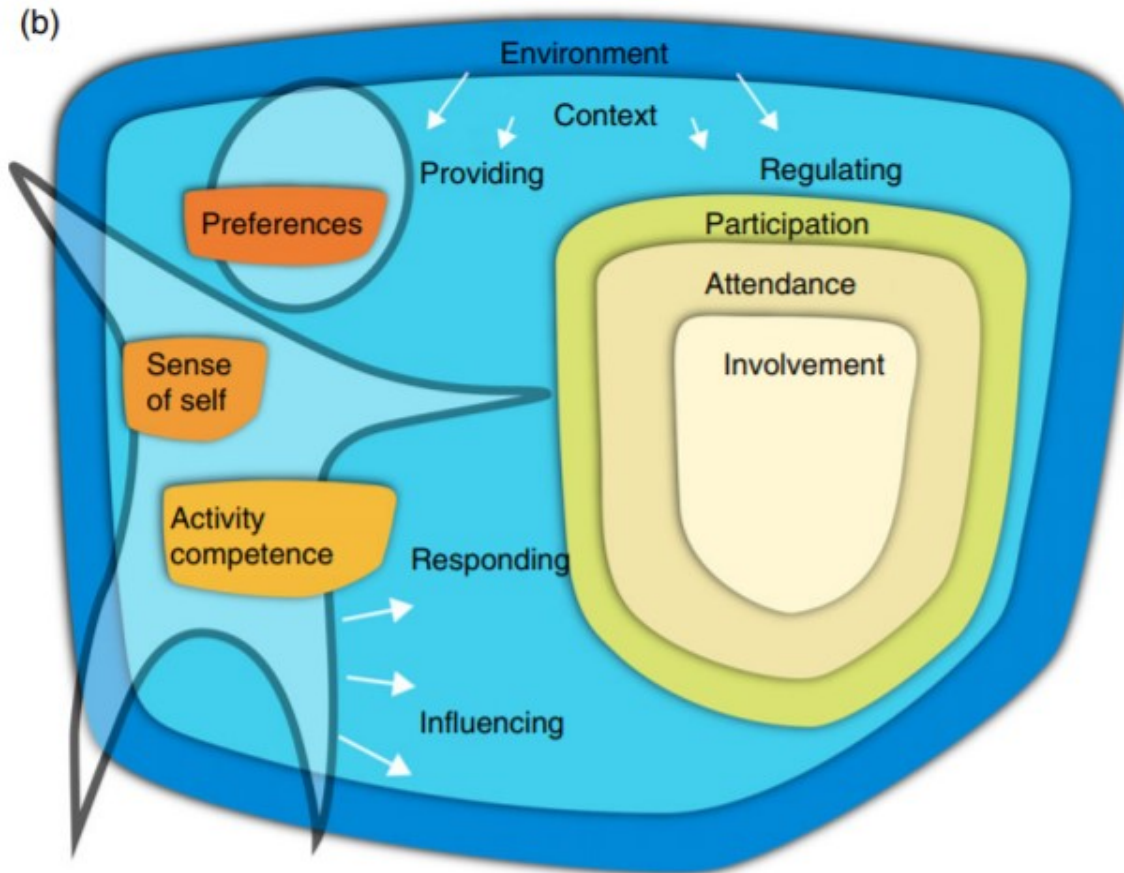 (b)
Environment
Context
Providing
Regulating
Preferences
Participation
Attendance
Sense
of self
Involvement
Activity
competence
Responding
Influencing